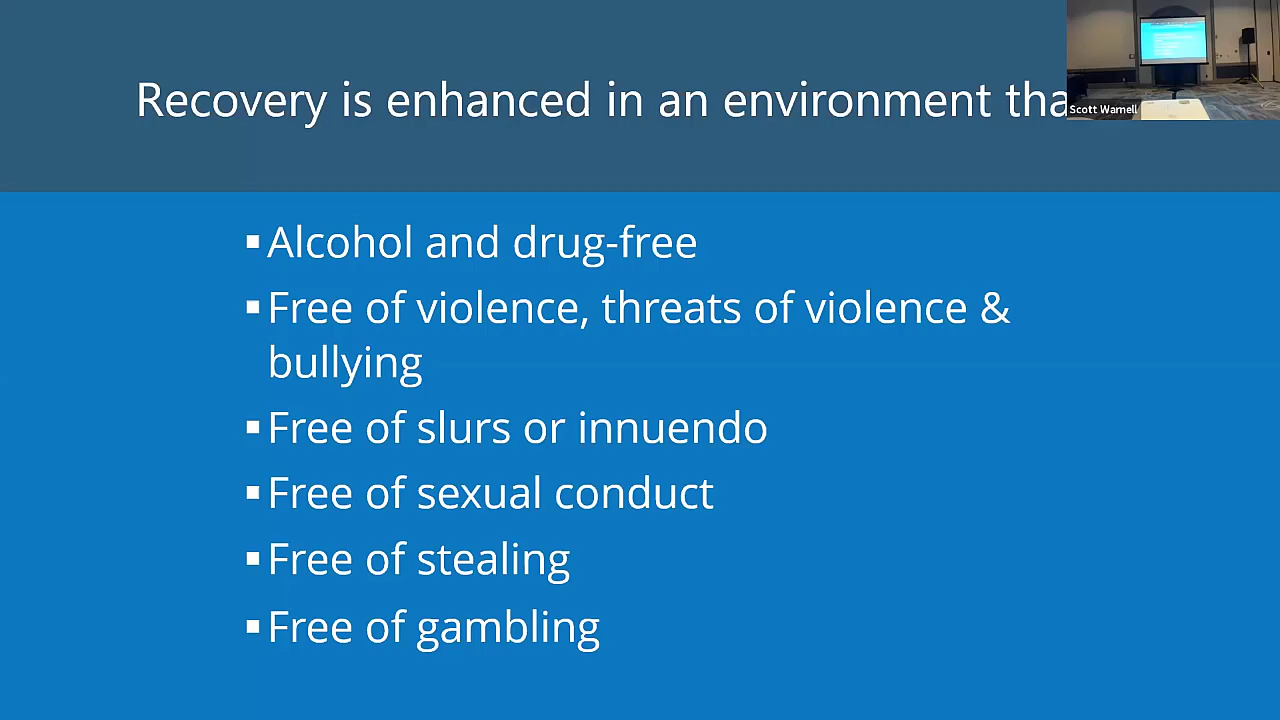 Recovery is enhanced in an environment tha
Scott Warnell
▪Alcohol and drug-free
▪Free of violence, threats of violence &
bullying
▪Free of slurs or innuendo
▪Free of sexual conduct
▪Free of stealing
▪Free of gambling